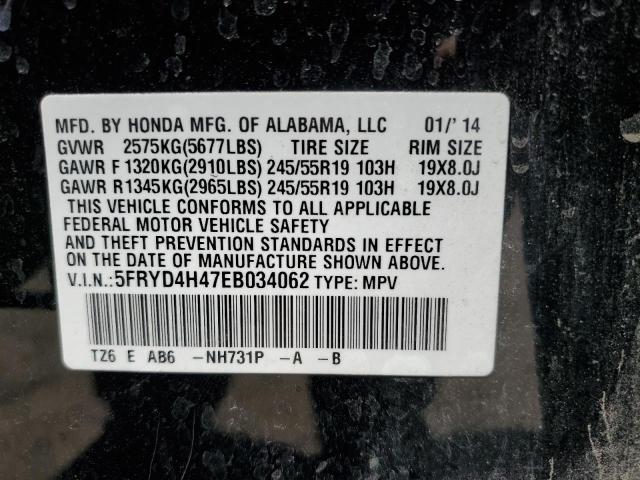 MFD. BY HONDA MFG. OF ALABAMA, LLC 01/'14
GVWR 2575KG(5677LBS) TIRE SIZE RIM SIZE
GAWR F 1320KG(2910LBS) 245/55R19 103H 19X8.0J
GAWR R1345KG(2965LBS) 245/55R19 103H 19X8.0J
THIS VEHICLE CONFORMS TO ALL APPLICABLE
FEDERAL MOTOR VEHICLE SAFETY
AND THEFT PREVENTION STANDARDS IN EFFECT
ON THE DATE OF MANUFACTURE SHOWN ABOVE.
V.I.N.:5FRYD4H47EB034062 TYPE: MPV
TZ6 E AB6 -NH731P -A -B